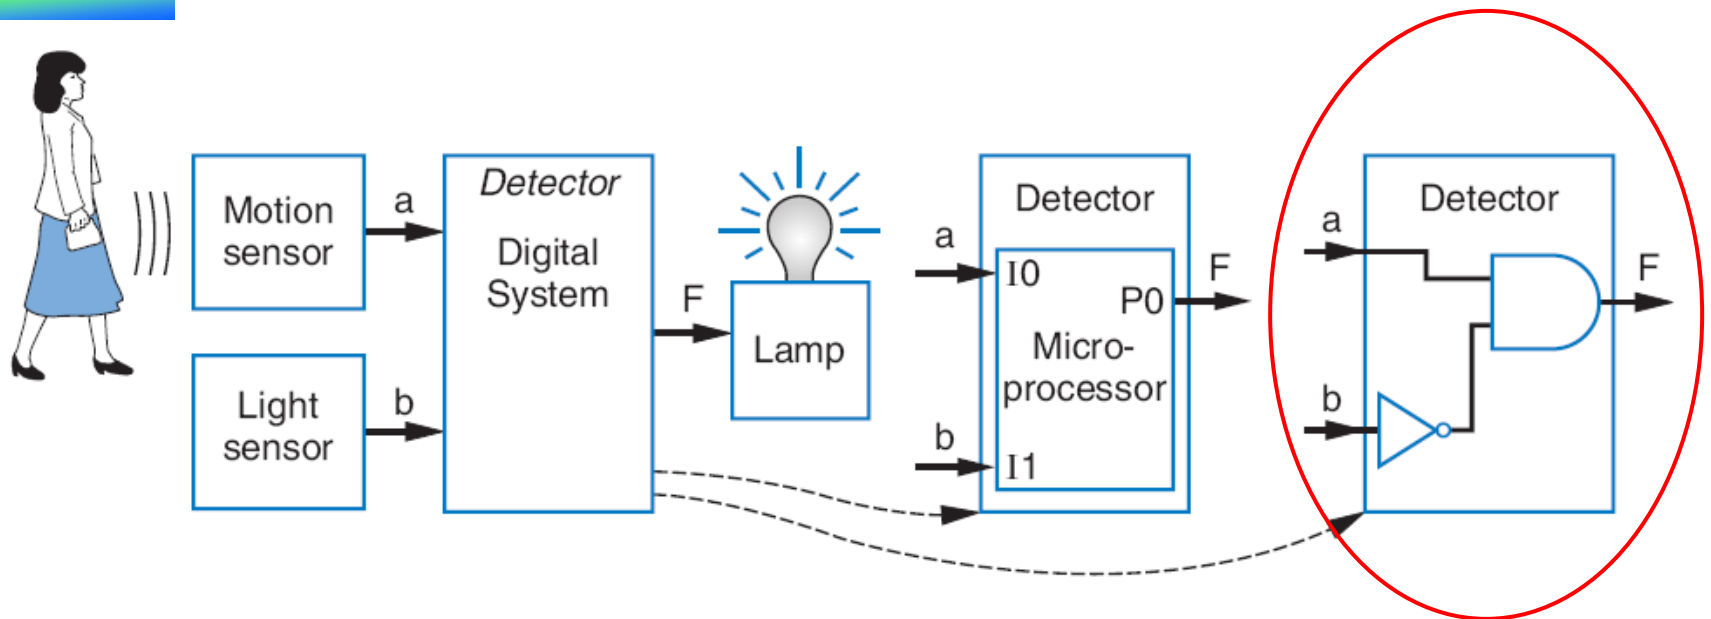 Motion
sensor
a
Light
sensor
b
Detector
Digital
System
F
Lamp
Detector
a
I0
P0
F
Micro-
processor
b
I1
Detector
a
F
b